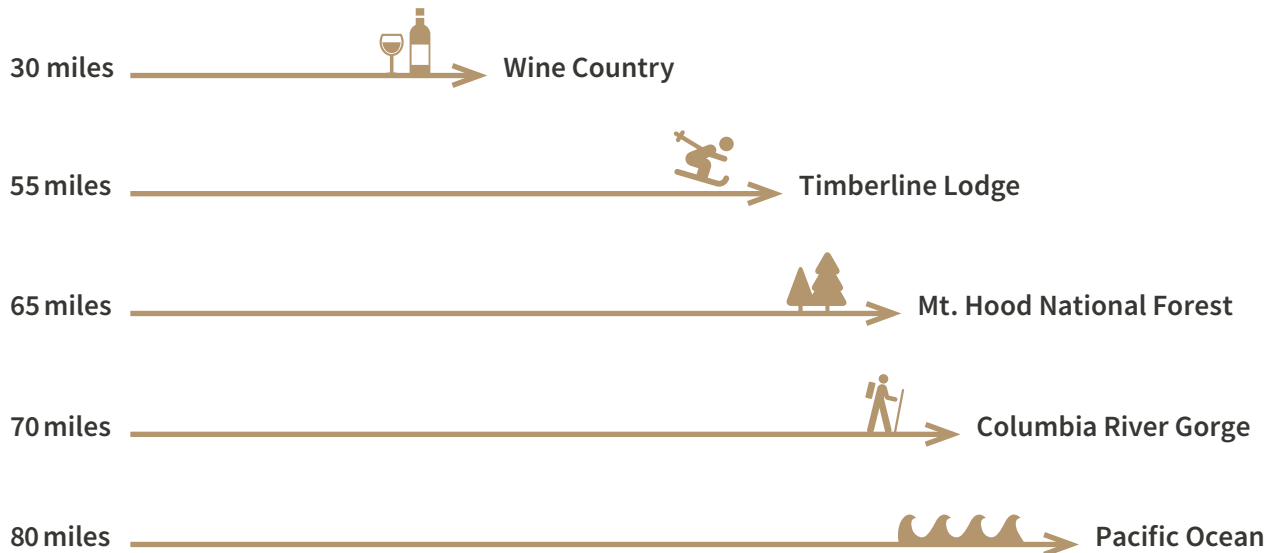 30 miles Wine Country
55 miles Timberline Lodge
65 miles Mt. Hood National Forest
70 miles Columbia River Gorge
80 miles Pacific Ocean